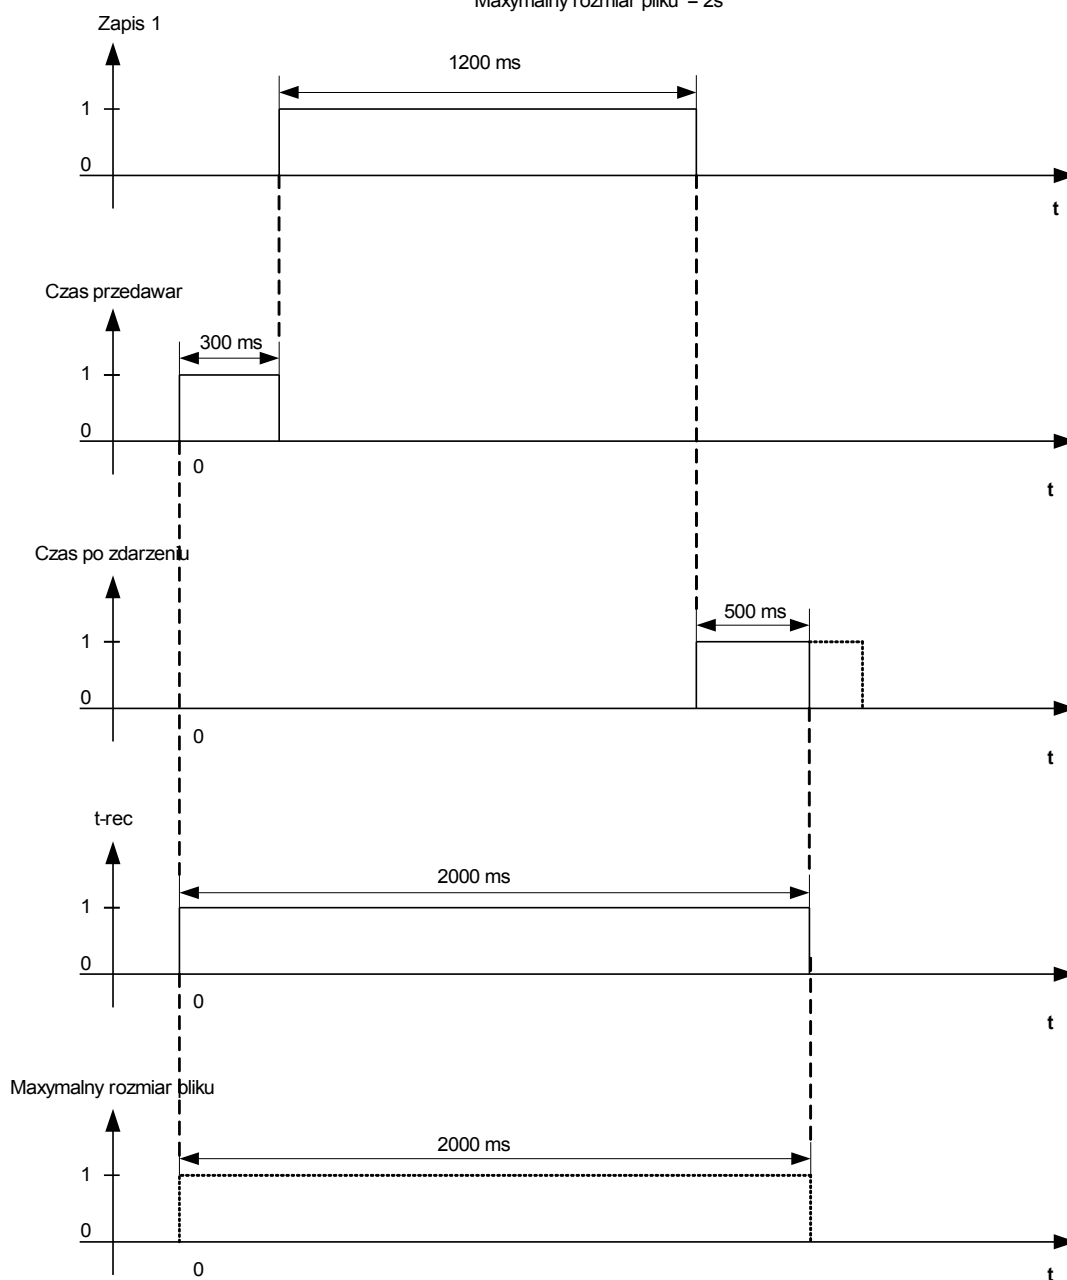 Maxymalny rozmiar pliku = 2s
Zapis 1
1200 ms
1
0
t
Czas przedawar
300 ms
1
0
0
t
Czas po zdarzeniu
500 ms
1
0
0
t
t-rec
2000 ms
1
0
0
t
Maxymalny rozmiar pliku
2000 ms
1
0
0
t